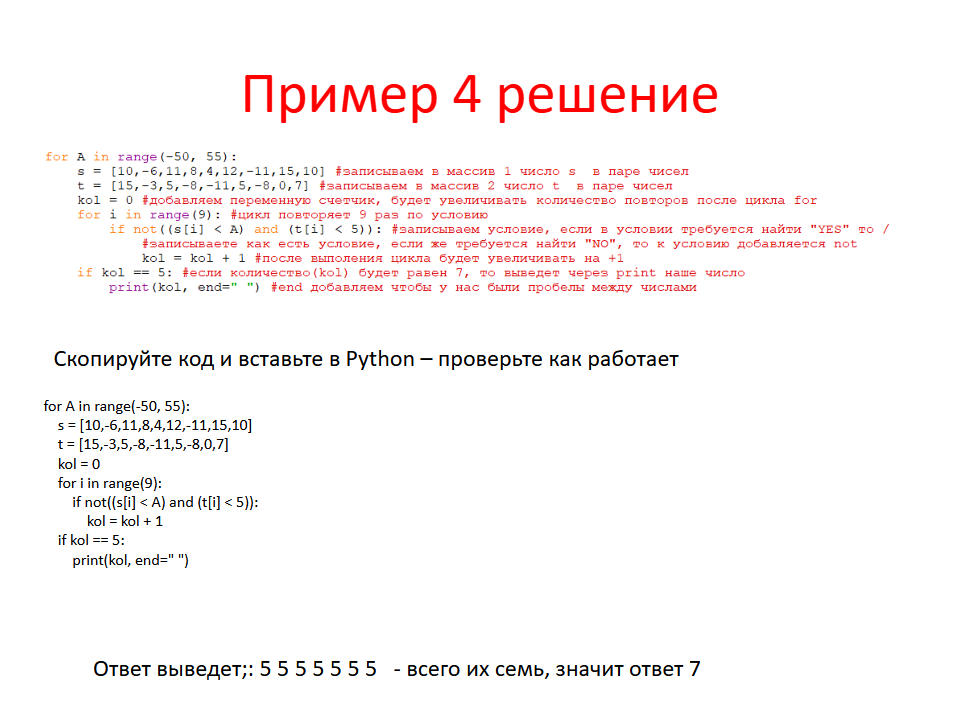 Пример 4 решение
for A in range(-50, 55):
s = [10,-6,11,8,4,12,-11,15,10] #записываем в массив 1 число s в паре чисел
t = [15,-3,5,-8,-11,5,-8,0,7] #записываем в массив 2 число t в паре чисел
kol = 0 #добавляем переменную счетчик, будет увеличивать количество повторов после цикла for
for i in range(9): #цикл повторяет 9 раз по условию
if not((s[i] < A) and (t[i] < 5)): #записываем условие, если в условии требуется найти "YES" то /
#записываете как есть условие, если же требуется найти "NO", то к условию добавляется not
kol = kol + 1 #после выполения цикла будет увеличивать на +1
if kol == 5: #если количество(kol) будет равен 7, то выведет через print наше число
print(kol, end=" ") #end добавляем чтобы у нас были пробелы между числами
Скопируйте код и вставьте в Python – проверьте как работает
for A in range(-50, 55):
s = [10,-6,11,8,4,12,-11,15,10]
t = [15,-3,5,-8,-11,5,-8,0,7]
kol = 0
for i in range(9):
if not((s[i] < A) and (t[i] < 5)):
kol = kol + 1
if kol == 5:
print(kol, end=" ")
Ответ выведет;: 5 5 5 5 5 5 5 - всего их семь, значит ответ 7